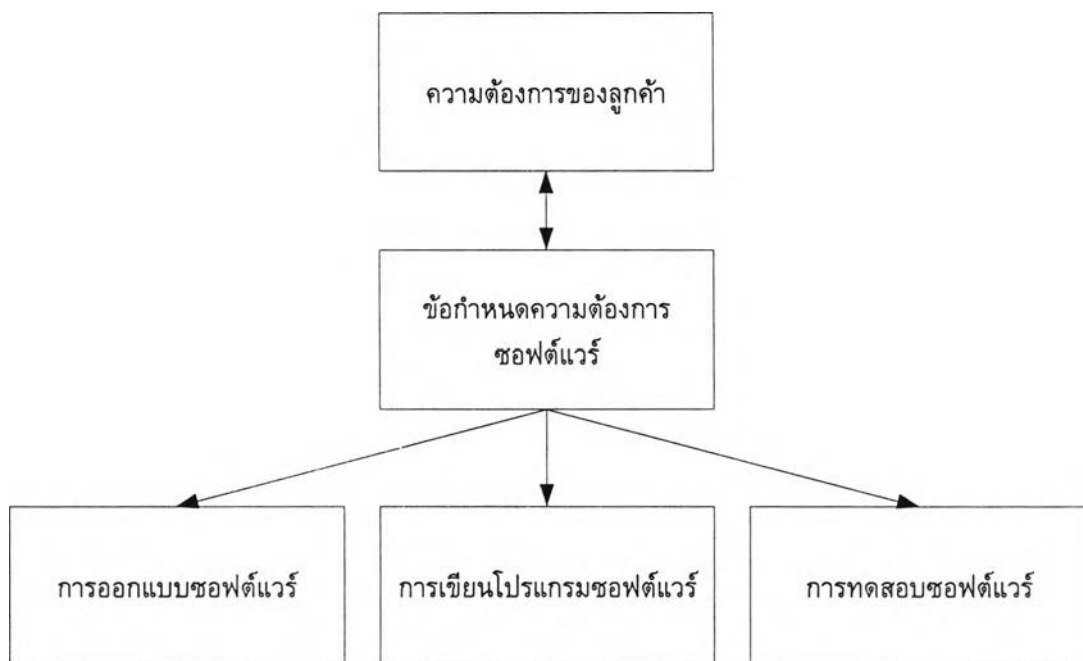 ความต้องการของลูกค้า
ข้อกำหนดความต้องการ
ซอฟต์แวร์
การออกแบบซอฟต์แวร์
การเขียนโปรแกรมซอฟต์แวร์
การทดสอบซอฟต์แวร์